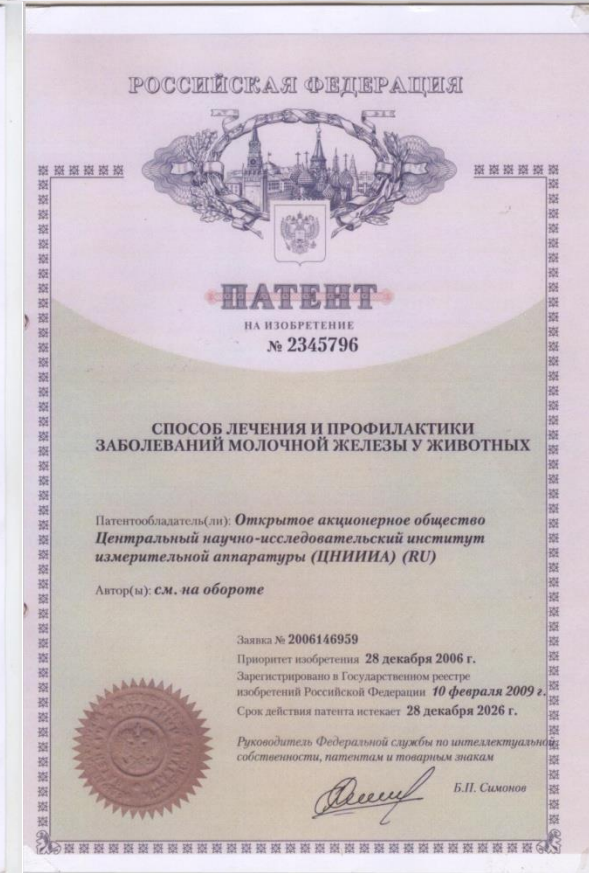 РОССИЙСКАЯ ФЕДЕРАЦИЯ
ПАТЕНТ
НА ИЗОБРЕТЕНИЕ
№ 2345796
СПОСОБ ЛЕЧЕНИЯ И ПРОФИЛАКТИКИ
ЗАБОЛЕВАНИЙ МОЛОЧНОЙ ЖЕЛЕЗЫ У ЖИВОТНЫХ
Патентообладатель(ли): Открытое акционерное общество
Центральный научно-исследовательский институт
измерительной аппаратуры (ЦНИИИА) (RU)
Автор(ы): см. на обороте
Заявка № 2006146959
Приоритет изобретения 28 декабря 2006 г.
Зарегистрировано в Государственном реестре
изобретений Российской Федерации 10 февраля 2009 г.
Срок действия патента истекает 28 декабря 2026 г.
Руководитель Федеральной службы по интеллектуальной
собственности, патентам и товарным знакам
Б.П. Симонов